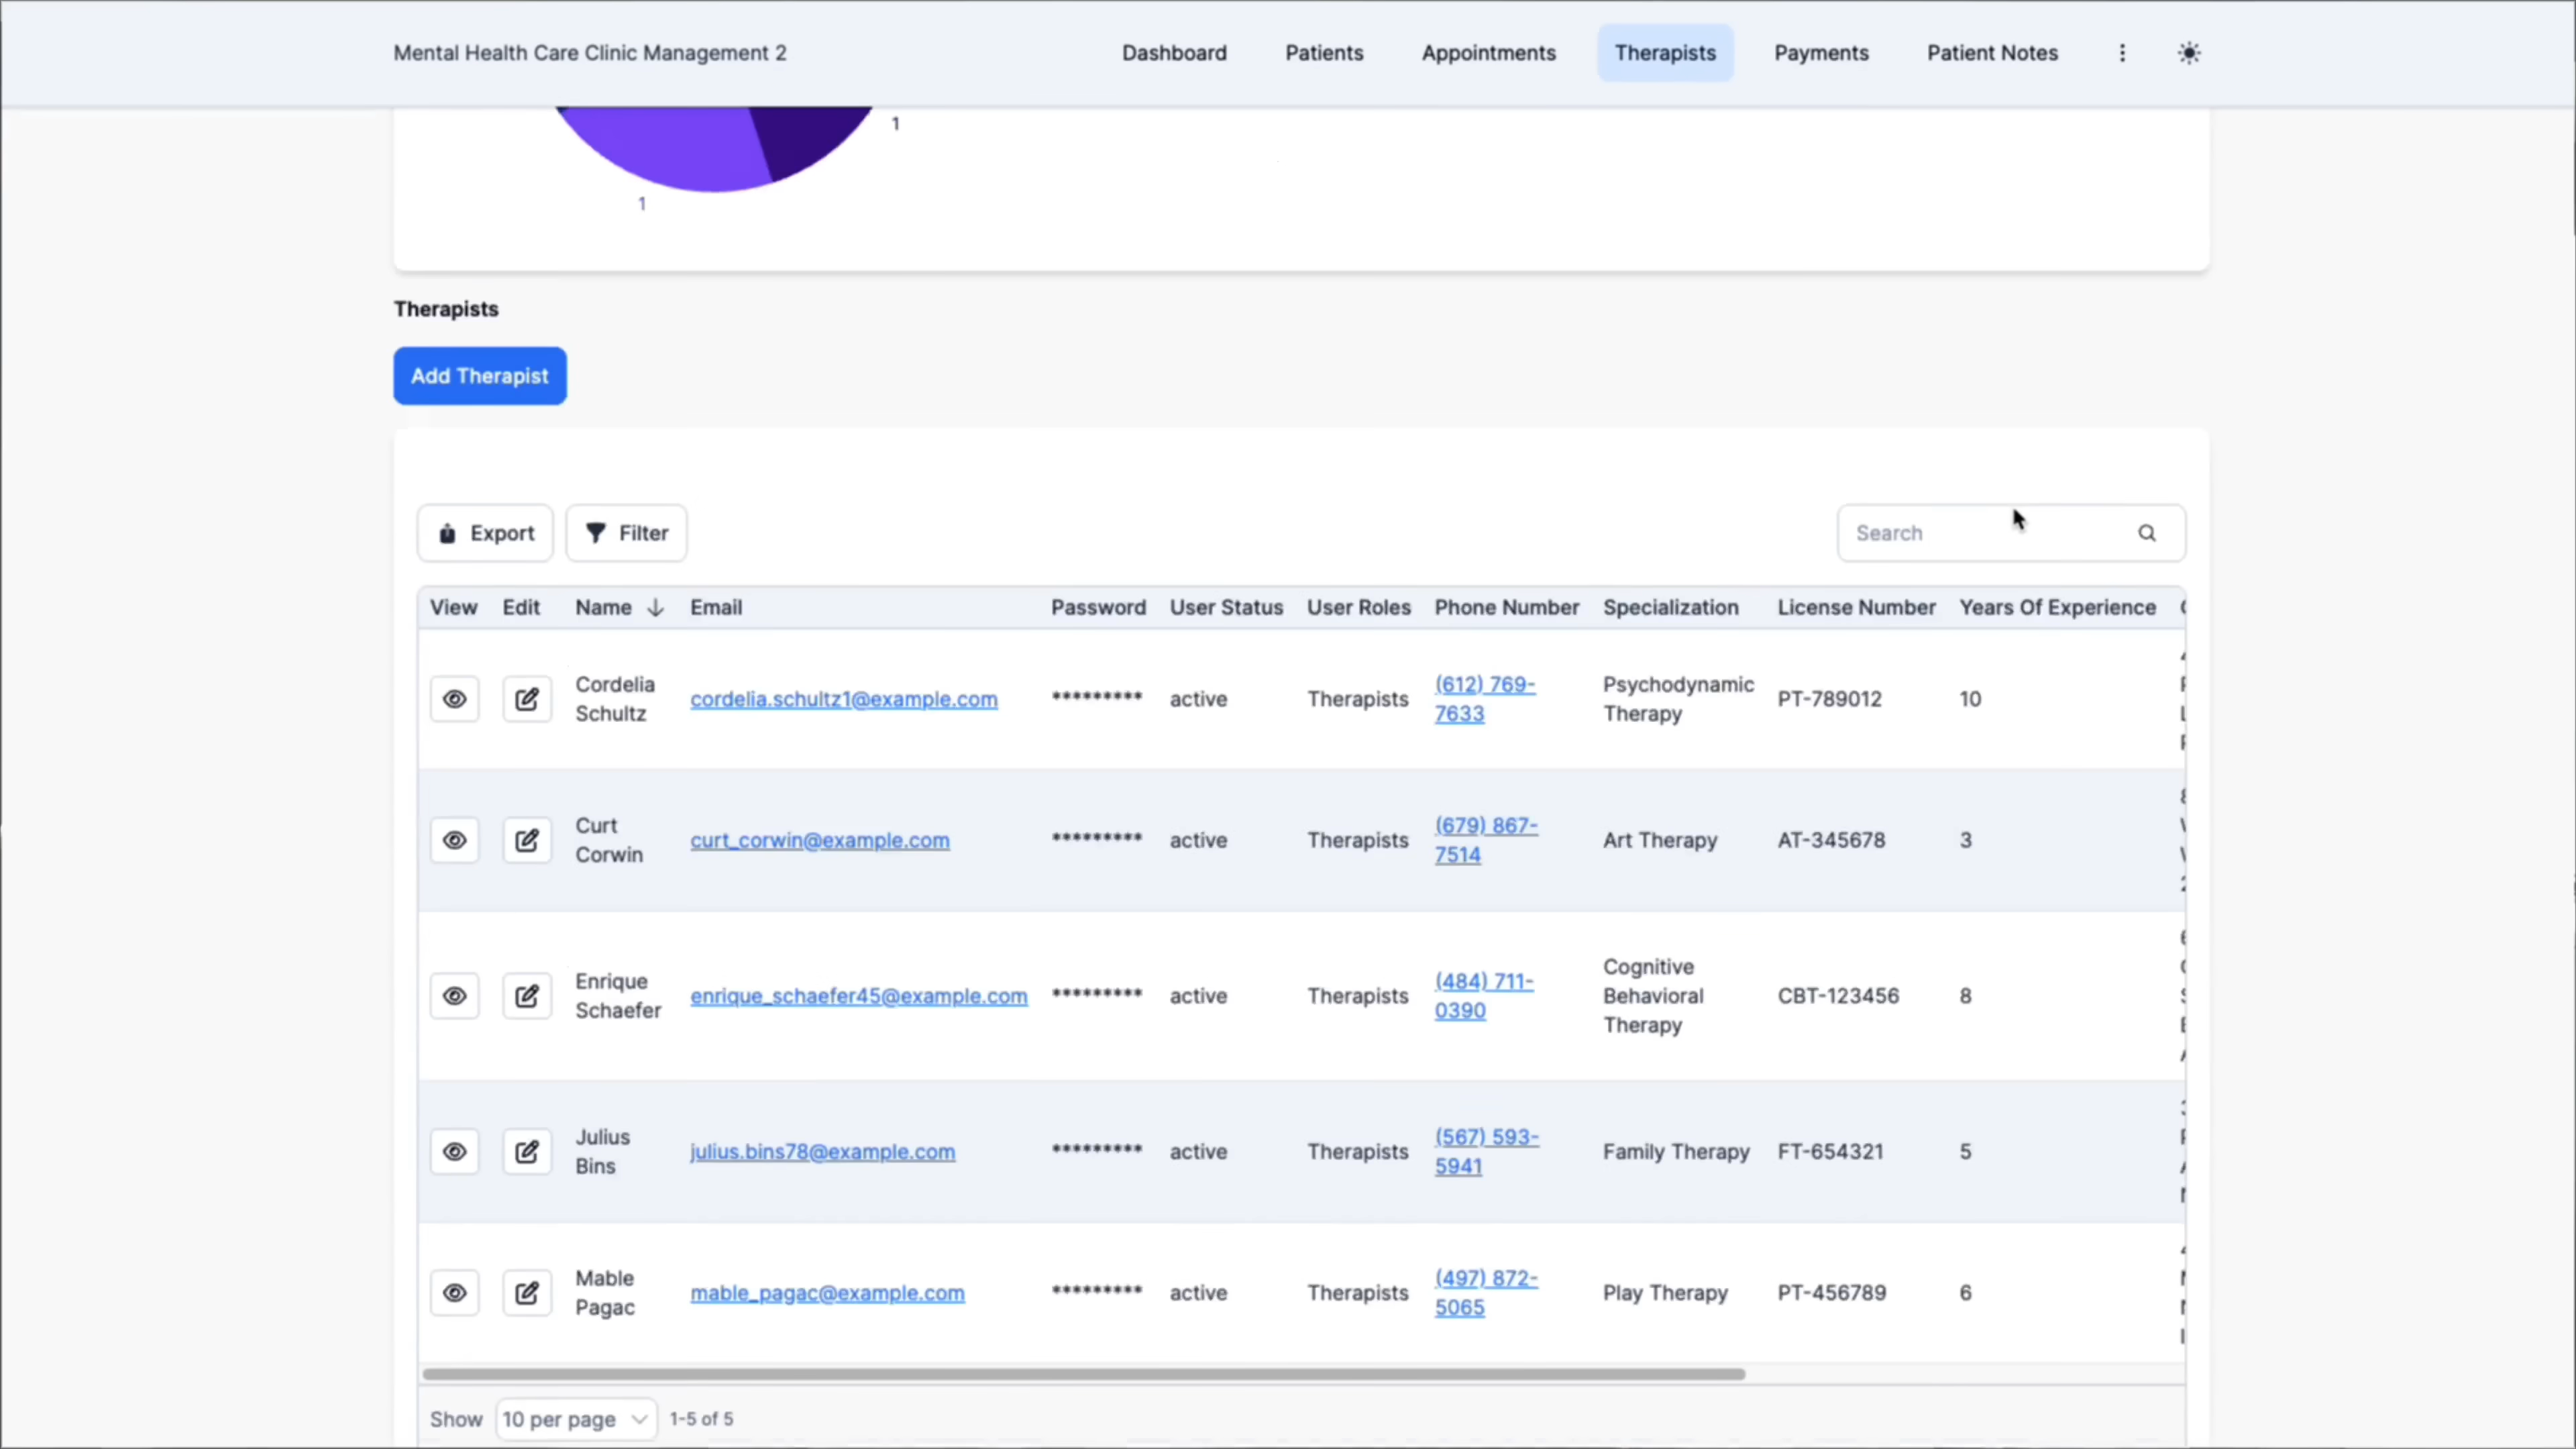 Mental Health Care Clinic Management 2 Dashboard Patients Appointments Therapists Payments Patient Notes
1
1
Therapists
Add Therapist
Export Filter Search
View Edit Name Email Password User Status User Roles Phone Number Specialization License Number Years Of Experience
Cordelia Schultz cordelia.schultz1@example.com ********* active Therapists (612) 769-7633 Psychodynamic Therapy PT-789012 10
Curt Corwin curt_corwin@example.com ********* active Therapists (679) 867-7514 Art Therapy AT-345678 3
Enrique Schaefer enrique_schaefer45@example.com ********* active Therapists (484) 711-0390 Cognitive Behavioral Therapy CBT-123456 8
Julius Bins julius.bins78@example.com ********* active Therapists (567) 593-5941 Family Therapy FT-654321 5
Mable Pagac mable_pagac@example.com ********* active Therapists (497) 872-5065 Play Therapy PT-456789 6
Show 10 per page 1-5 of 5